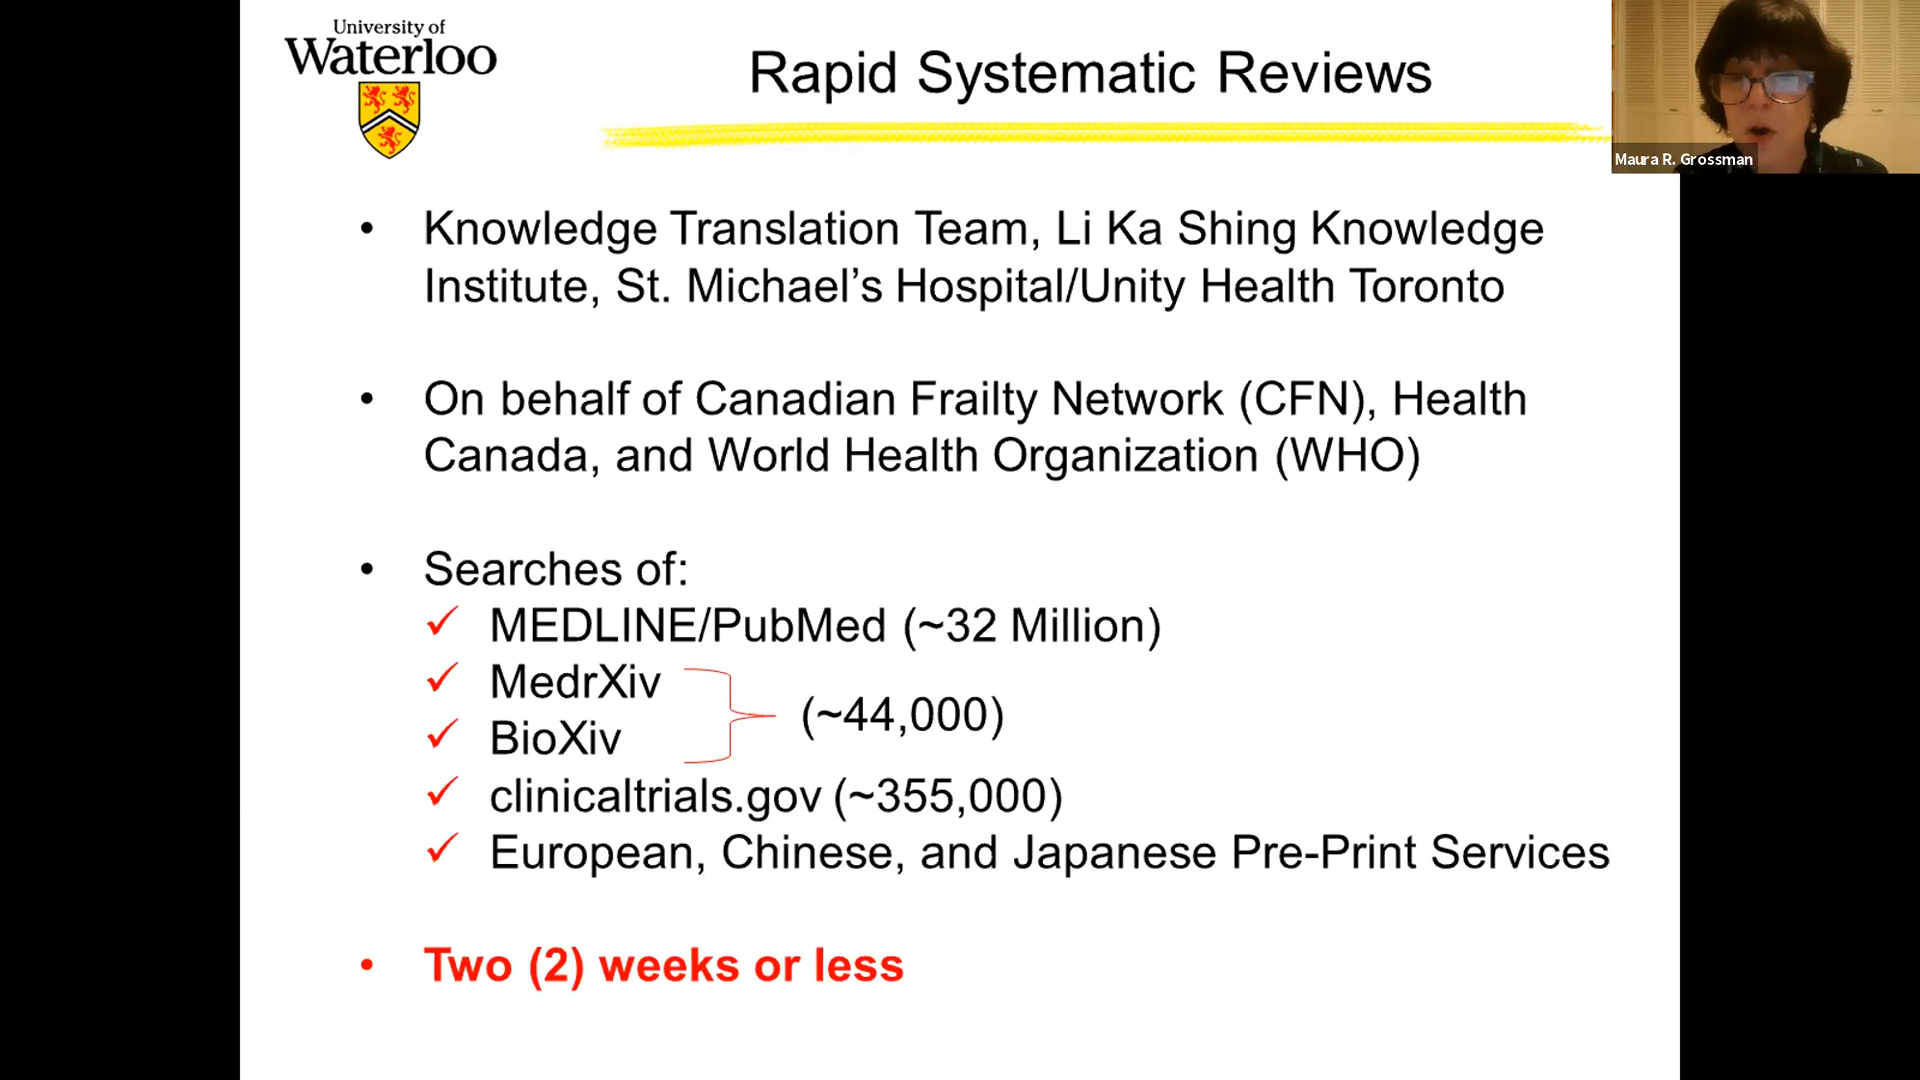 University of
Waterloo
Rapid Systematic Reviews
Maura R. Grossman
• Knowledge Translation Team, Li Ka Shing Knowledge
Institute, St. Michael’s Hospital/Unity Health Toronto
• On behalf of Canadian Frailty Network (CFN), Health
Canada, and World Health Organization (WHO)
• Searches of:
✓ MEDLINE/PubMed (~32 Million)
✓ MedrXiv
(~44,000)
✓ BioXiv
✓ clinicaltrials.gov (~355,000)
✓ European, Chinese, and Japanese Pre-Print Services
• Two (2) weeks or less